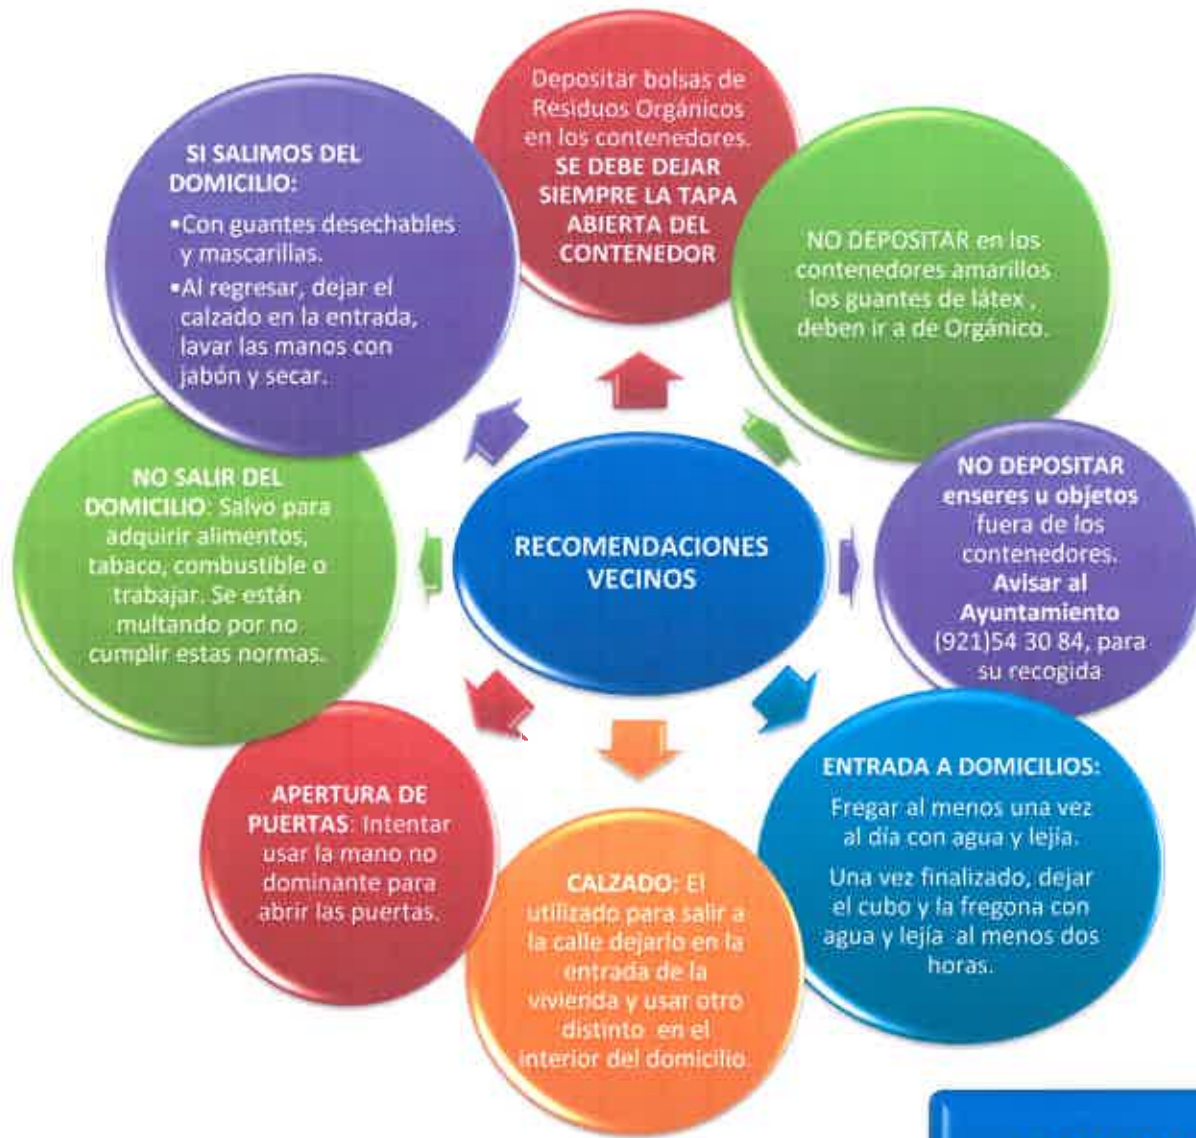 Depositar bolsas de
Residuos Orgánicos
en los contenedores.
SE DEBE DEJAR
SIEMPRE LA TAPA
ABIERTA DEL
CONTENEDOR
NO DEPOSITAR en los
contenedores amarillos
los guantes de látex ,
deben ir a de Orgánico.
NO DEPOSITAR
enseres u objetos
fuera de los
contenedores.
Avisar al
Ayuntamiento
(921)54 30 84, para
su recogida
ENTRADA A DOMICILIOS:
Fregar al menos una vez
al día con agua y lejía.
Una vez finalizado, dejar
el cubo y la fregona con
agua y lejía al menos dos
horas.
CALZADO: El
utilizado para salir a
la calle dejarlo en la
entrada de la
vivienda y usar otro
distinto en el
interior del domicilio.
APERTURA DE
PUERTAS: Intentar
usar la mano no
dominante para
abrir las puertas.
NO SALIR DEL
DOMICILIO: Salvo para
adquirir alimentos,
tabaco, combustible o
trabajar. Se están
multando por no
cumplir estas normas.
SI SALIMOS DEL
DOMICILIO:
•Con guantes desechables
y mascarillas.
•Al regresar, dejar el
calzado en la entrada,
lavar las manos con
jabón y secar.
RECOMENDACIONES
VECINOS